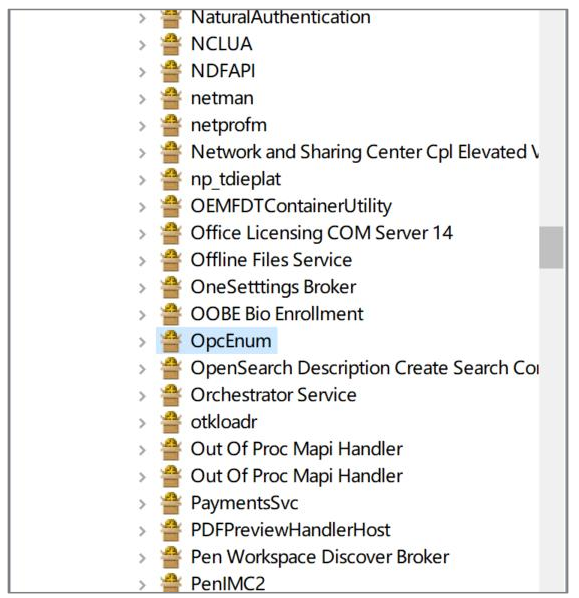 NaturalAuthentication
NCLUA
NDFAPI
netman
netprofm
Network and Sharing Center Cpl Elevated V
np_tdieplat
OEMFDTContainerUtility
Office Licensing COM Server 14
Offline Files Service
OneSetttings Broker
OOBE Bio Enrollment
OpcEnum
OpenSearch Description Create Search Co
Orchestrator Service
otkloadr
Out Of Proc Mapi Handler
Out Of Proc Mapi Handler
PaymentsSvc
PDFPreviewHandlerHost
Pen Workspace Discover Broker
PenIMC2